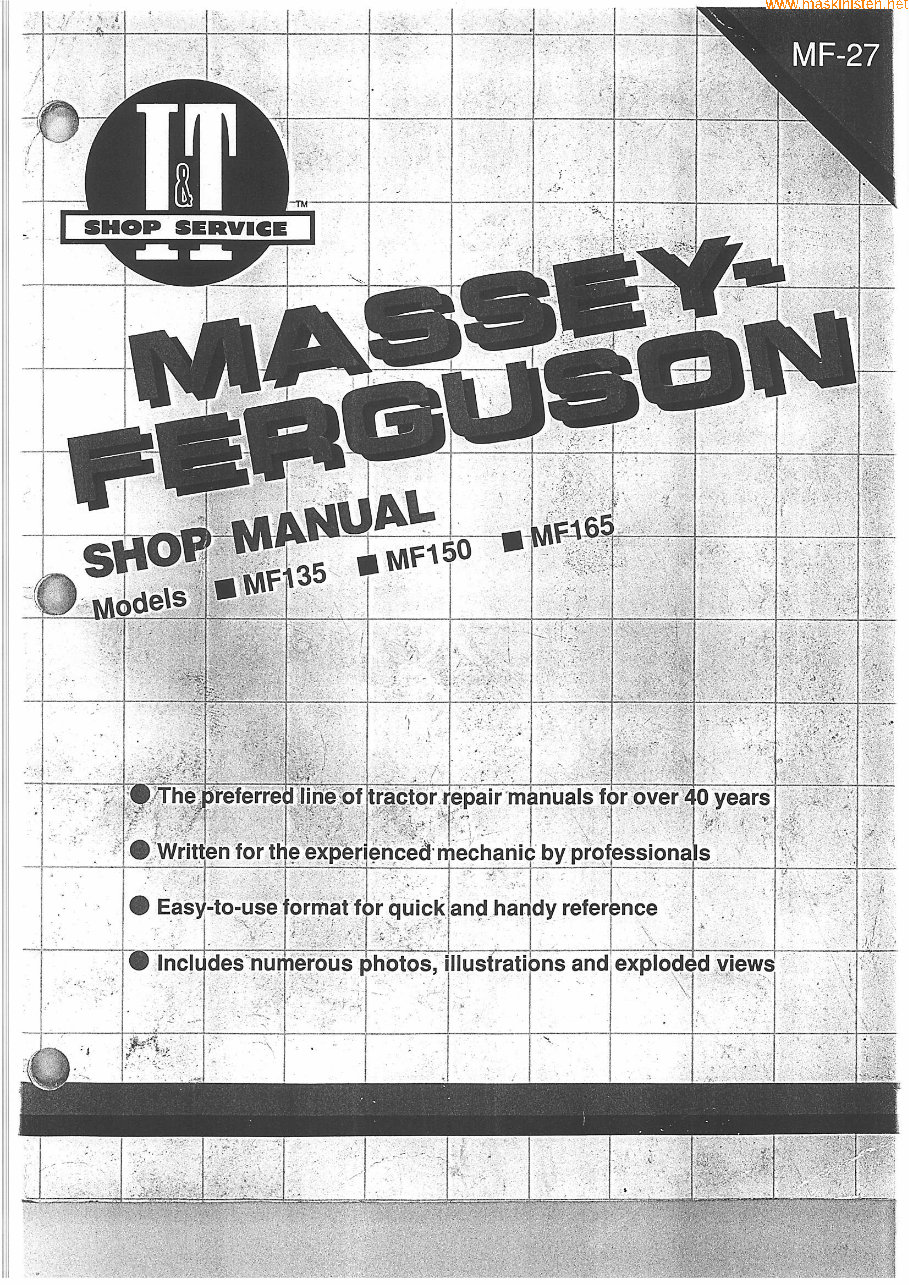 www.maskinisten.net
MF-27
I&T
TM
SHOP SERVICE
MASSEY-
FERGUSON
SHOP MANUAL
Models ■ MF135 ■ MF150 ■ MF165
● The preferred line of tractor repair manuals for over 40 years
● Written for the experienced mechanic by professionals
● Easy-to-use format for quick and handy reference
● Includes numerous photos, illustrations and exploded views